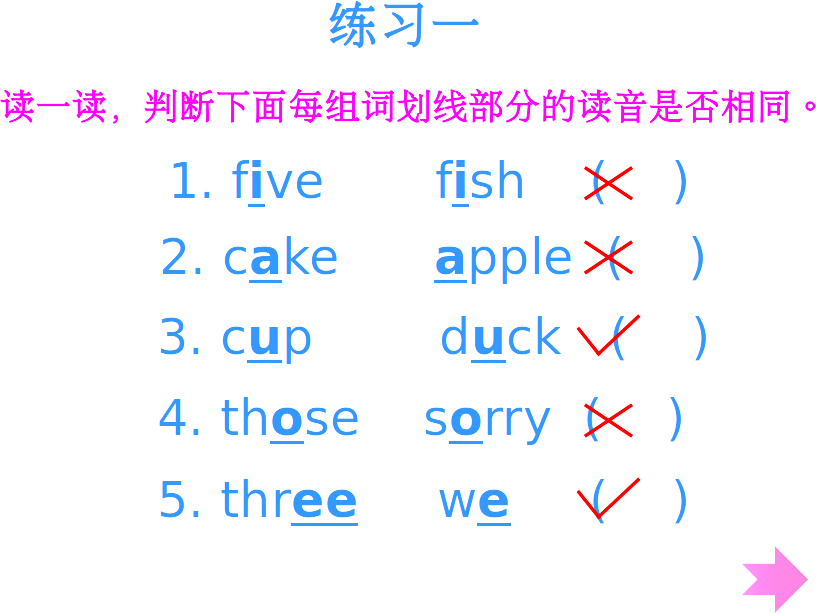 练习一
读一读，判断下面每组词划线部分的读音是否相同。
1. five fish ( × )
2. cake apple ( × )
3. cup duck ( √ )
4. those sorry ( × )
5. three we ( √ )